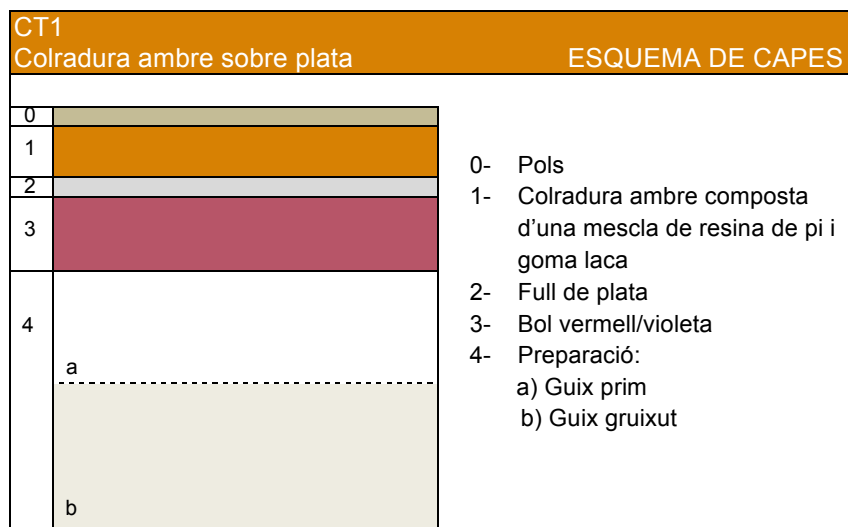 CT1
Colradura ambre sobre plata ESQUEMA DE CAPES
0
1
2
3
4
a
b
0- Pols
1- Colradura ambre composta
d'una mescla de resina de pi i
goma laca
2- Full de plata
3- Bol vermell/violeta
4- Preparació:
a) Guix prim
b) Guix gruixut